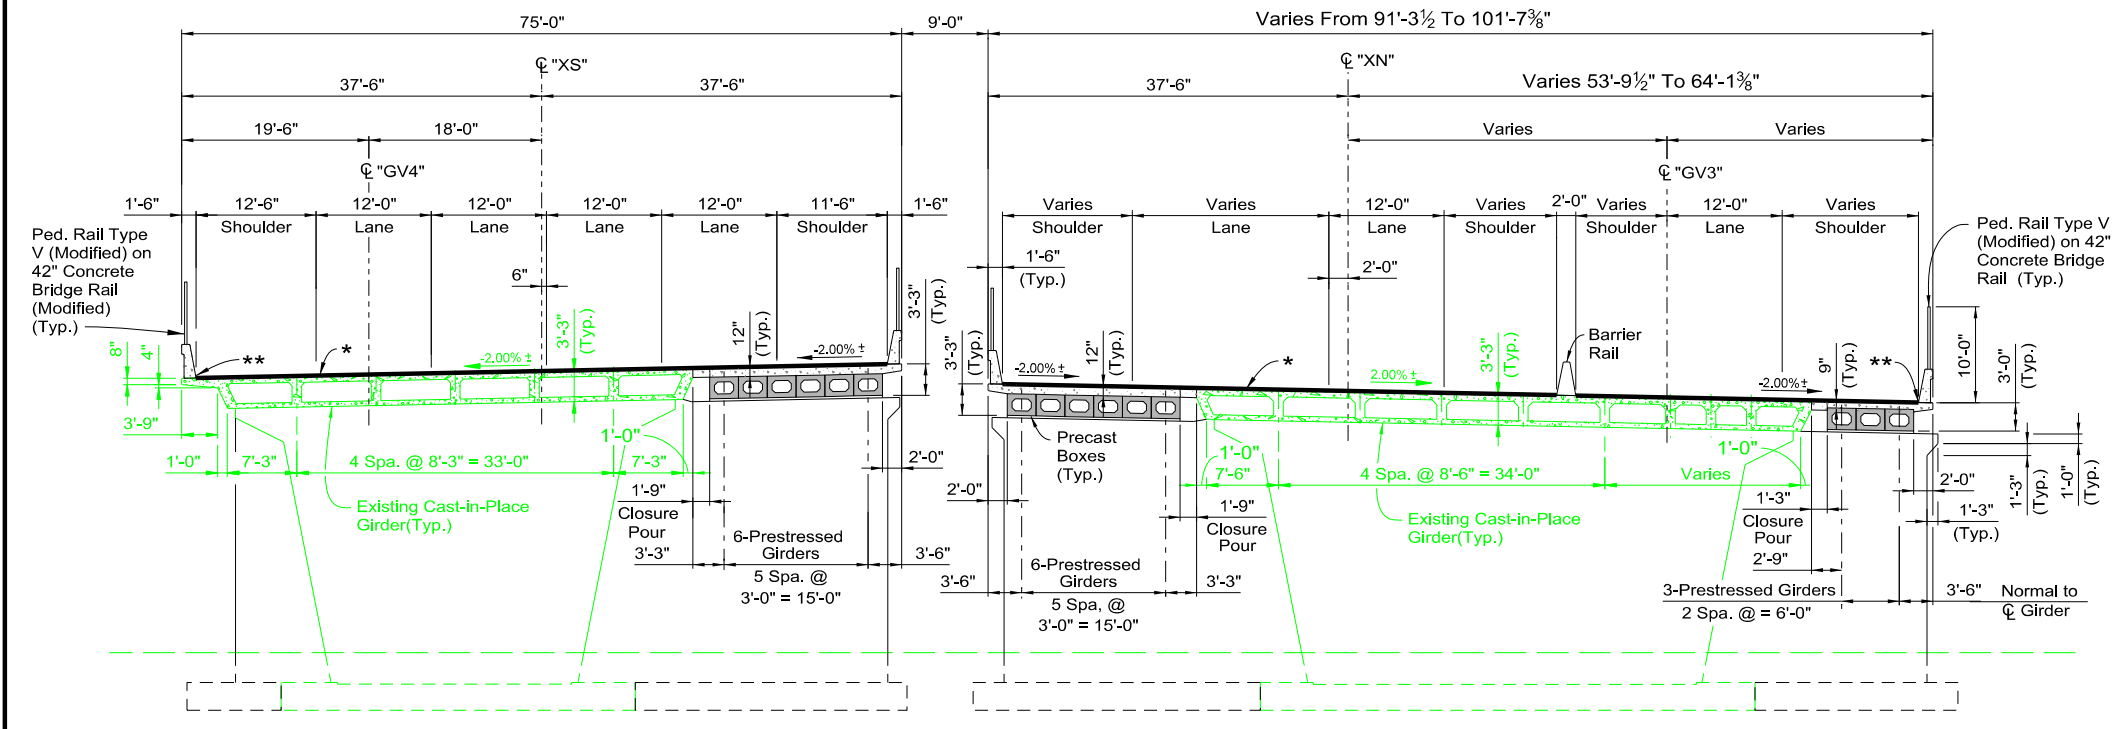 75'-0"
9'-0"
Varies From 91'-3½ To 101'-7⅜"
℄ "XS"
℄ "XN"
37'-6"
37'-6"
37'-6"
Varies 53'-9½" To 64'-1⅜"
19'-6"
18'-0"
Varies
Varies
℄ "GV4"
℄ "GV3"
1'-6"
12'-6"
Shoulder
12'-0"
Lane
12'-0"
Lane
12'-0"
Lane
12'-0"
Lane
11'-6"
Shoulder
1'-6"
Varies
Shoulder
Varies
Lane
12'-0"
Lane
Varies
Shoulder
2'-0"
Varies
Shoulder
12'-0"
Lane
Varies
Shoulder
Ped. Rail Type
V (Modified) on
42" Concrete
Bridge Rail
(Modified)
(Typ.)
Ped. Rail Type V
(Modified) on 42"
Concrete Bridge
Rail (Typ.)
6"
1'-6"
(Typ.)
2'-0"
3'-3"
(Typ.)
12"
(Typ.)
3'-3"
(Typ.)
-2.00% ±
-2.00% ±
8"
4"
**
*
3'-3"
(Typ.)
12"
(Typ.)
-2.00% ±
*
3'-3"
(Typ.)
2.00% ±
Barrier
Rail
-2.00% ±
9"
(Typ.)
**
10'-0"
3'-0"
(Typ.)
3'-9"
1'-0"
7'-3"
4 Spa. @ 8'-3" = 33'-0"
1'-0"
7'-3"
2'-0"
Existing Cast-in-Place
Girder(Typ.)
1'-9"
Closure
Pour
3'-3"
6-Prestressed
Girders
5 Spa. @
3'-0" = 15'-0"
3'-6"
Precast
Boxes
(Typ.)
2'-0"
1'-0"
7'-6"
4 Spa. @ 8'-6" = 34'-0"
Varies
1'-0"
1'-9"
Closure
Pour
Existing Cast-in-Place
Girder(Typ.)
3'-6"
6-Prestressed
Girders
5 Spa, @
3'-0" = 15'-0"
3'-3"
1'-3"
Closure
Pour
2'-9"
3-Prestressed Girders
2 Spa. @ = 6'-0"
3'-6"
Normal to
℄ Girder
2'-0"
1'-3"
(Typ.)
1'-0"
(Typ.)
1'-3"
(Typ.)